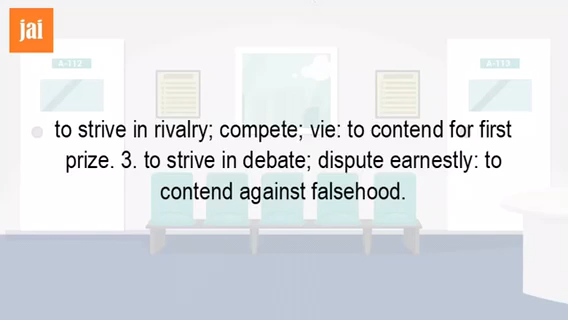 jai
A-112
A-113
to strive in rivalry; compete; vie: to contend for first
prize. 3. to strive in debate; dispute earnestly: to
contend against falsehood.